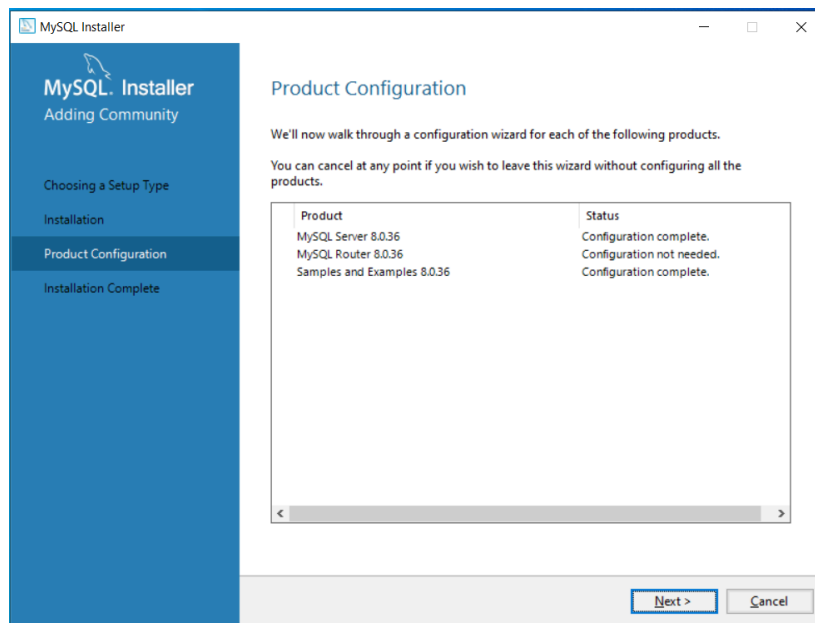 MySQL Installer
MySQL. Installer
Adding Community
Choosing a Setup Type
Installation
Product Configuration
Installation Complete
Product Configuration
We'll now walk through a configuration wizard for each of the following products.
You can cancel at any point if you wish to leave this wizard without configuring all the
products.
Product Status
MySQL Server 8.0.36 Configuration complete.
MySQL Router 8.0.36 Configuration not needed.
Samples and Examples 8.0.36 Configuration complete.
Next > Cancel